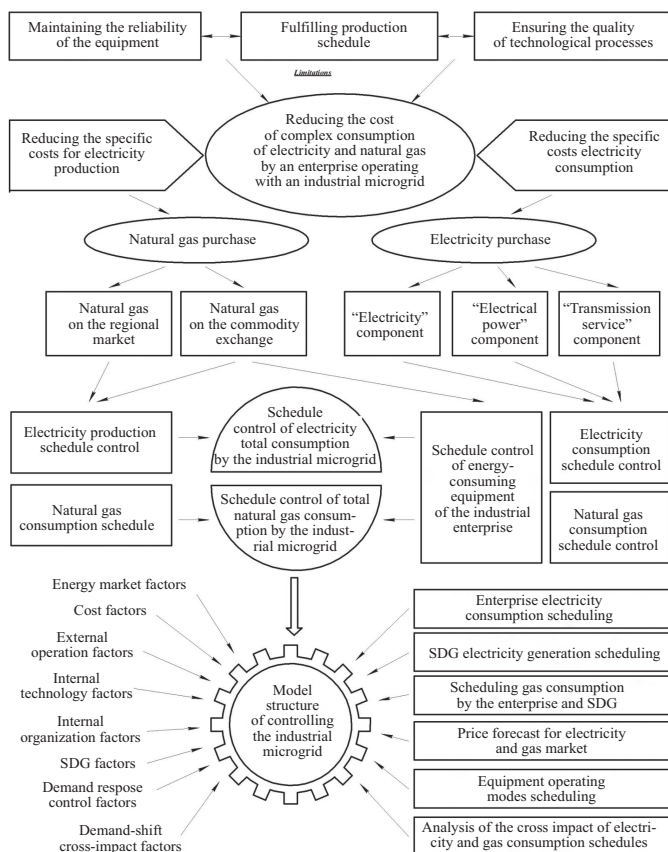 Maintaining the reliability
of the equipment
Fulfilling production
schedule
Ensuring the quality
of technological processes
Limitations
Reducing the specific
costs for electricity
production
Reducing the cost
of complex consumption
of electricity and natural gas
by an enterprise operating
with an industrial microgrid
Reducing the specific
costs electricity
consumption
Natural gas purchase
Electricity purchase
Natural gas
on the regional
market
Natural gas
on the commodity
exchange
“Electricity”
component
“Electrical
power”
component
“Transmission
service”
component
Electricity production
schedule control
Schedule
control of electricity
total consumption
by the industrial microgrid
Schedule control
of energy-
consuming
equipment
of the industrial
enterprise
Electricity
consumption
schedule control
Natural gas
consumption schedule
Schedule control of total
natural gas consum-
ption by the indust-
rial microgrid
Natural gas
consumption
schedule control
Energy market factors
Cost factors
External
operation factors
Internal
technology factors
Internal
organization factors
SDG factors
Demand respose
control factors
Demand-shift
cross-impact factors
Model
structure
of controlling
the industrial
microgrid
Enterprise electricity
consumption scheduling
SDG electricity generation scheduling
Scheduling gas consumption
by the enterprise and SDG
Price forecast for electricity
and gas market
Equipment operating
modes scheduling
Analysis of the cross impact of electri-
city and gas consumption schedules